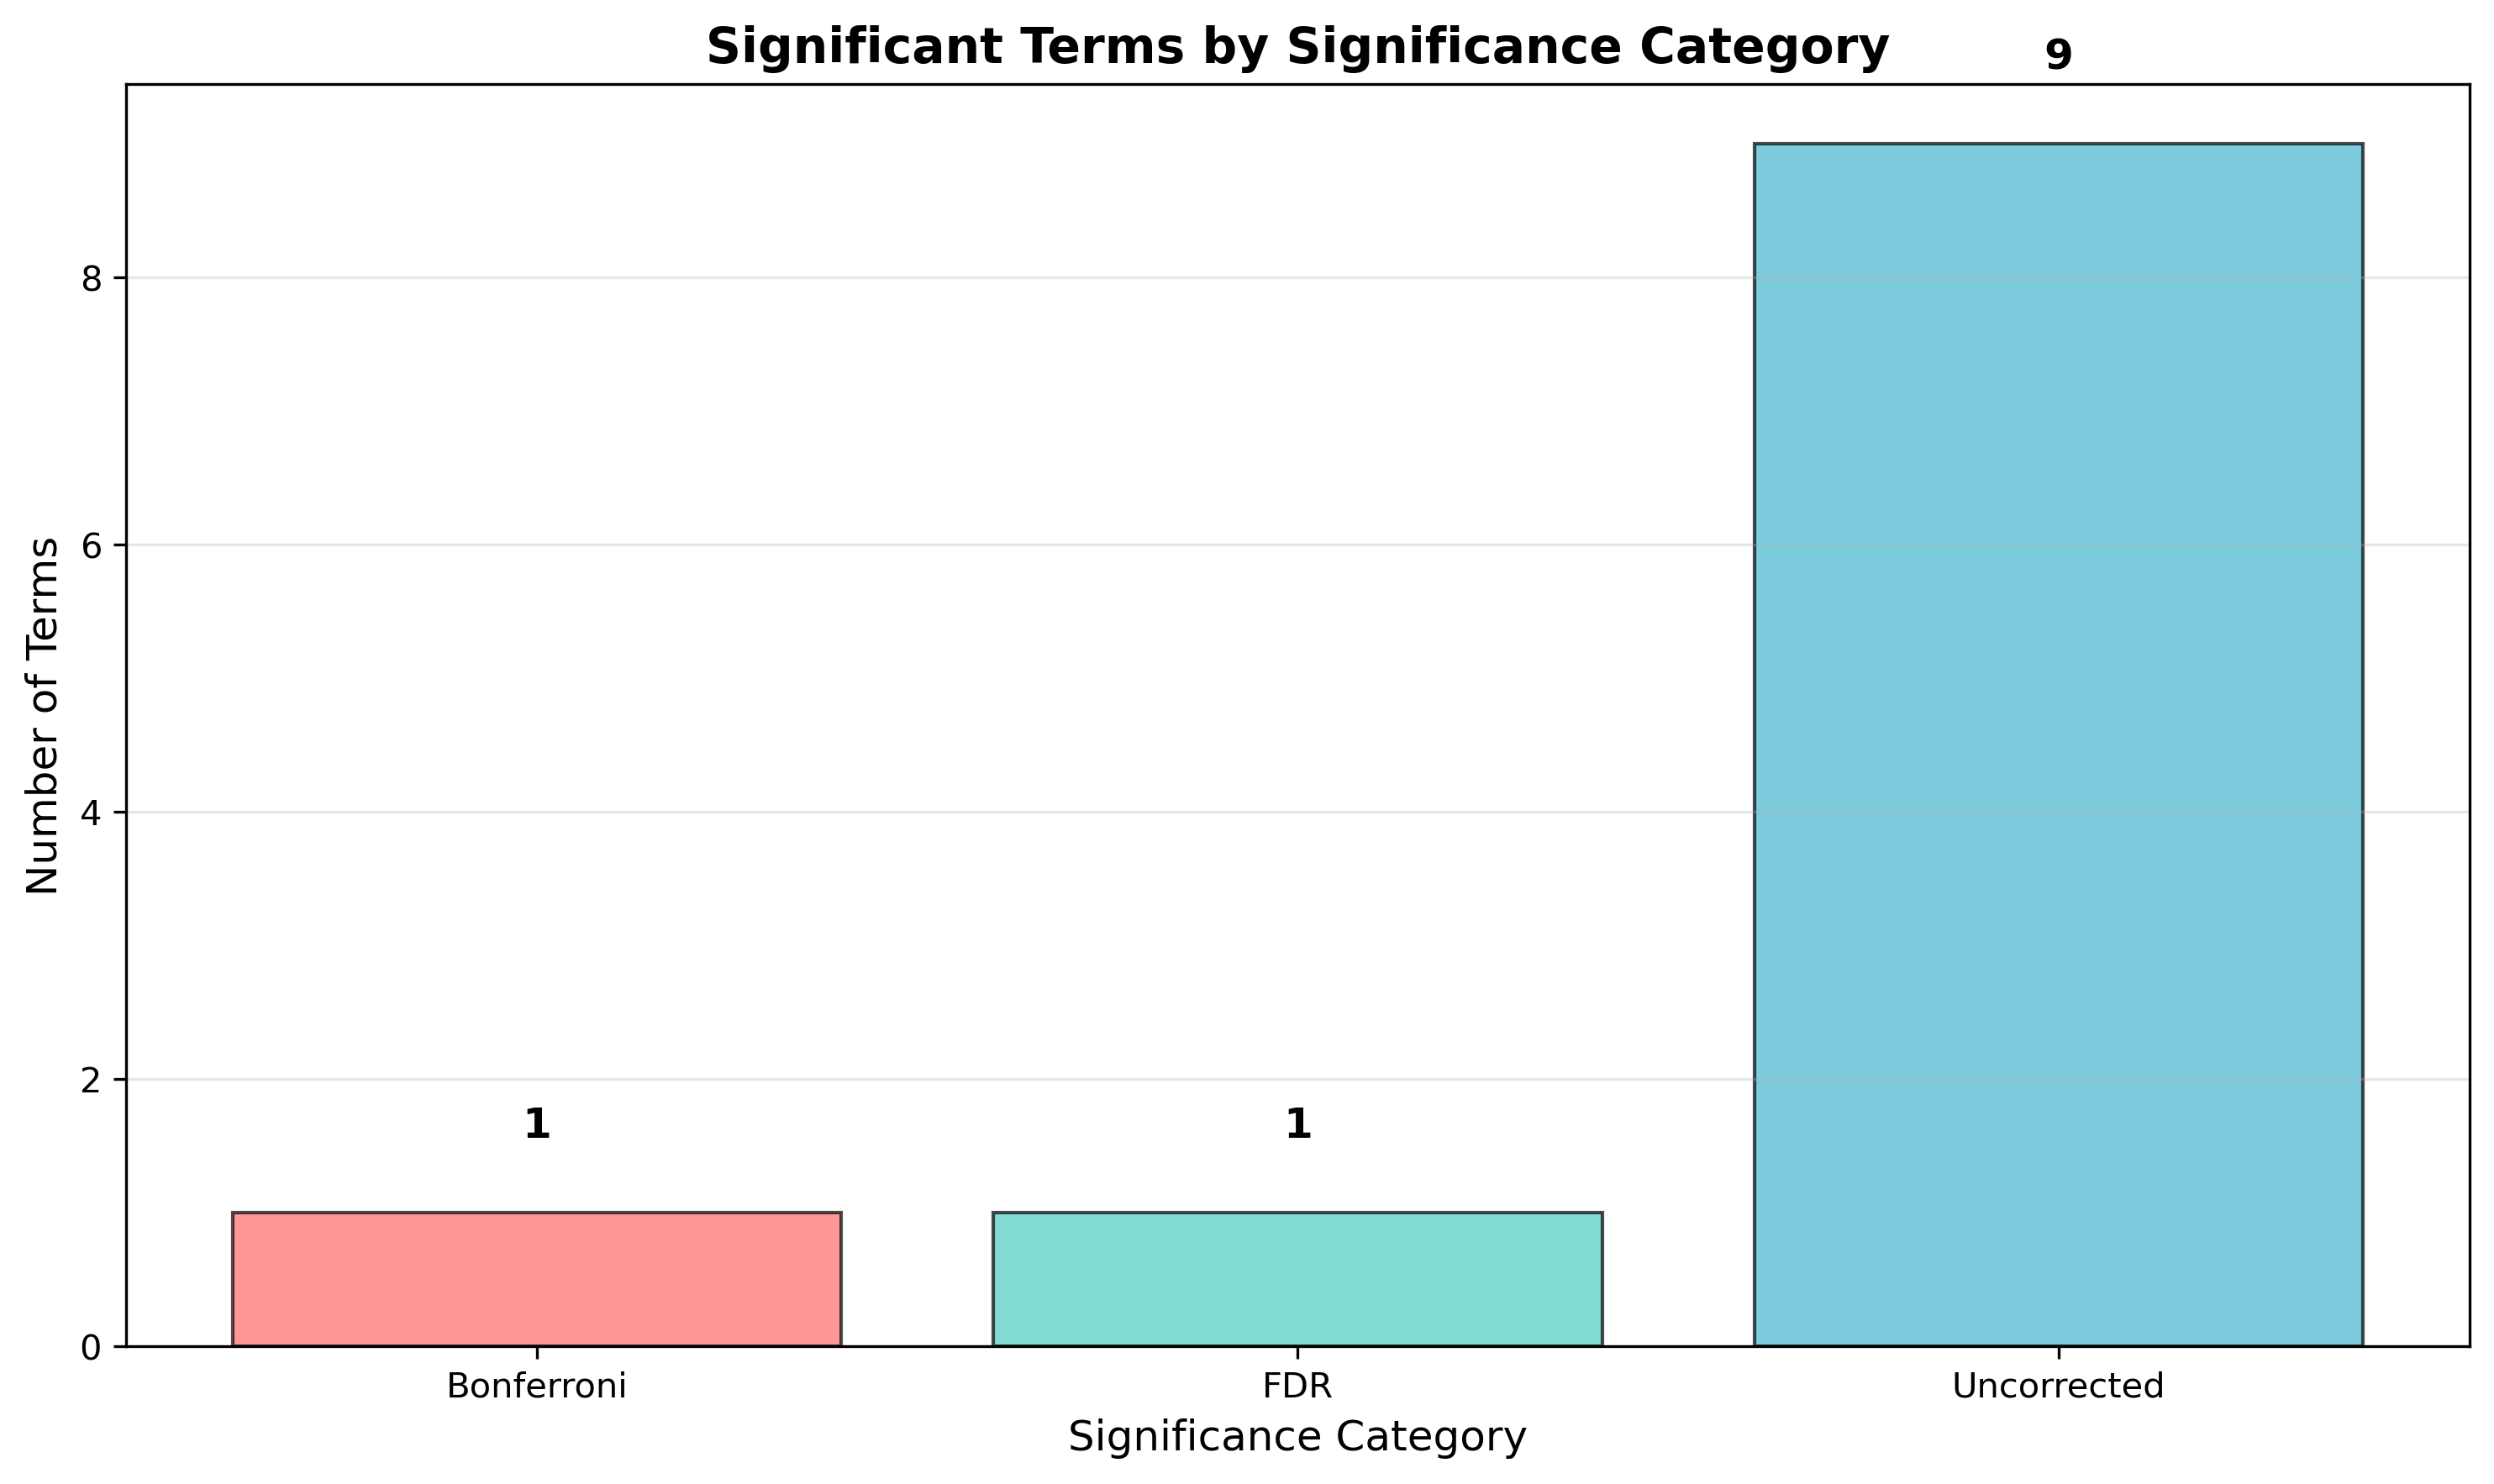 Significant Terms by Significance Category
9
8
6
4
2
0
Number of Terms
1
1
Bonferroni
FDR
Uncorrected
Significance Category